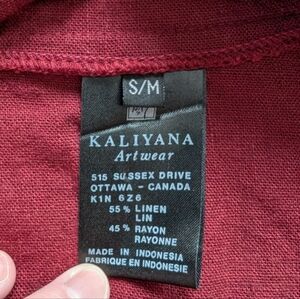 S/M
KALIYANA
Artwear
515 SUSSEX DRIVE
OTTAWA - CANADA
K1N 6Z6
55% LINEN
LIN
45% RAYON
RAYONNE
MADE IN INDONESIA
FABRIQUE EN INDONESIE